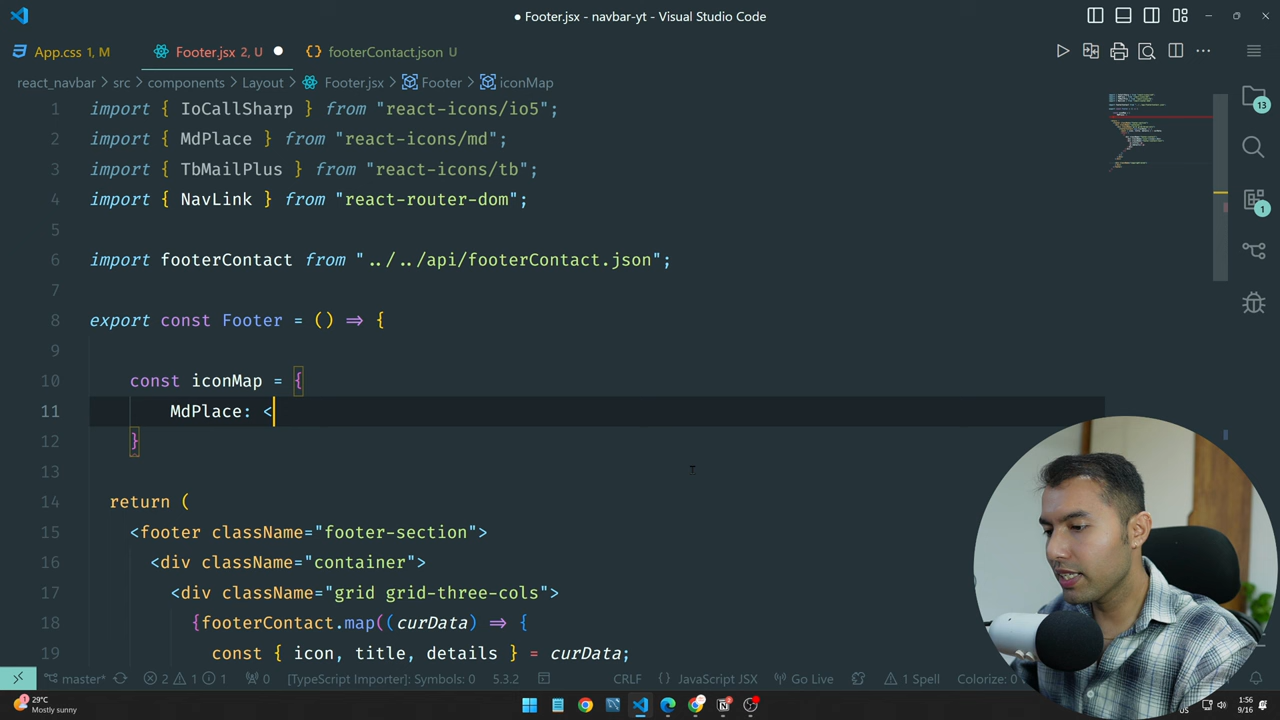 Footer.jsx - navbar-yt - Visual Studio Code
App.css 1, M
Footer.jsx 2, U
footerContact.json U
react_navbar > src > components > Layout > Footer.jsx > Footer > iconMap
1 import { IoCallSharp } from "react-icons/io5";
2 import { MdPlace } from "react-icons/md";
3 import { TbMailPlus } from "react-icons/tb";
4 import { NavLink } from "react-router-dom";
5
6 import footerContact from "../../api/footerContact.json";
7
8 export const Footer = () => {
9
10 const iconMap = {
11 MdPlace: <
12 }
13
14 return (
15 <footer className="footer-section">
16 <div className="container">
17 <div className="grid grid-three-cols">
18 {footerContact.map((curData) => {
19 const { icon, title, details } = curData;
13
1
master* 2 1 1 0 [TypeScript Importer]: Symbols: 0 5.3.2 CRLF { } JavaScript JSX Go Live 1 Spell Colorize: 0
29°C
Mostly sunny
US
1:56
9/16